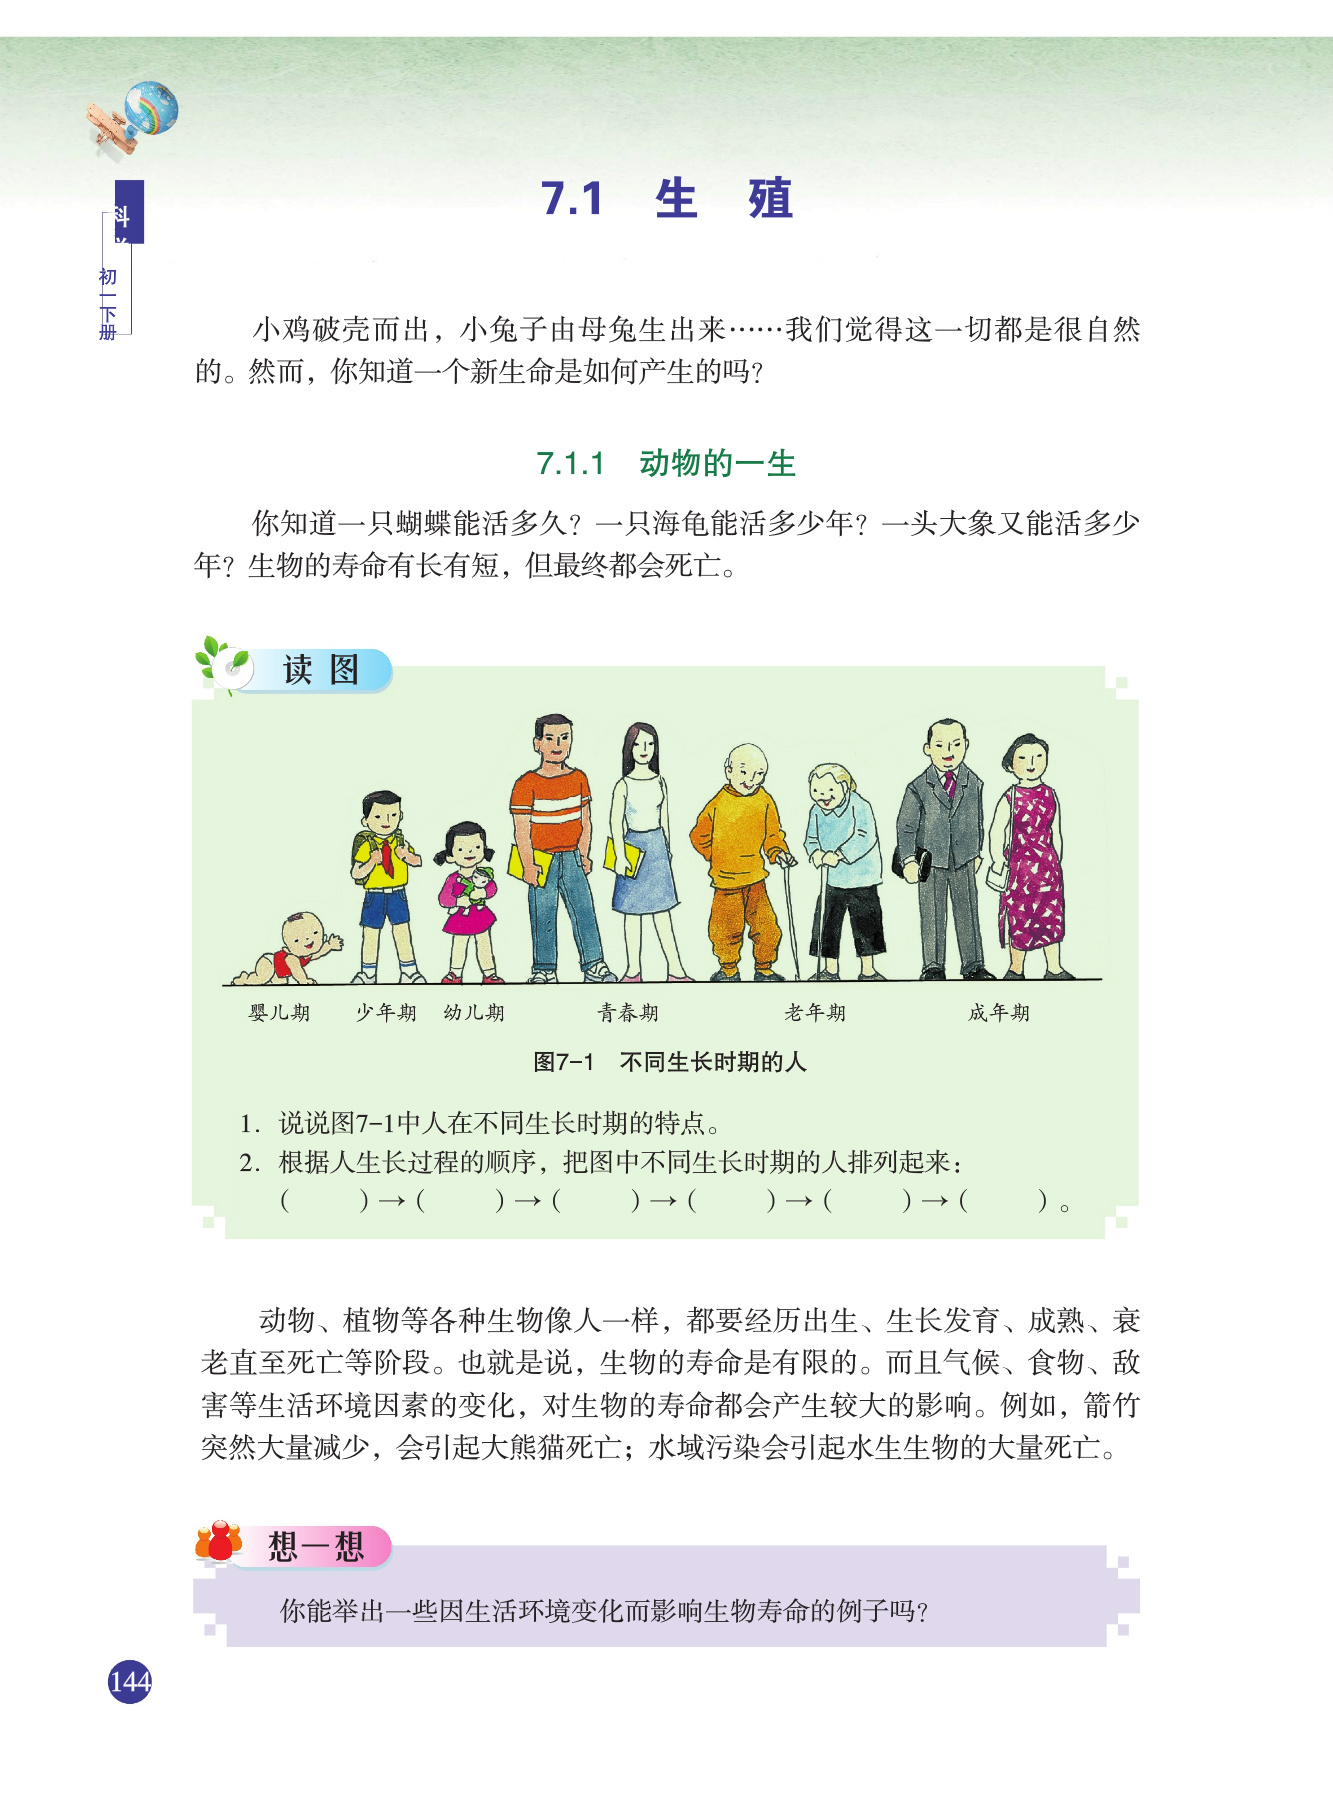 科
初一下册
7.1 生 殖
小鸡破壳而出，小兔子由母兔生出来……我们觉得这一切都是很自然
的。然而，你知道一个新生命是如何产生的吗？
7.1.1 动物的一生
你知道一只蝴蝶能活多久？一只海龟能活多少年？一头大象又能活多少
年？生物的寿命有长有短，但最终都会死亡。
读 图
婴儿期 少年期 幼儿期 青春期 老年期 成年期
图7-1 不同生长时期的人
1. 说说图7-1中人在不同生长时期的特点。
2. 根据人生长过程的顺序，把图中不同生长时期的人排列起来：
（ ）→（ ）→（ ）→（ ）→（ ）→（ ）。
动物、植物等各种生物像人一样，都要经历出生、生长发育、成熟、衰
老直至死亡等阶段。也就是说，生物的寿命是有限的。而且气候、食物、敌
害等生活环境因素的变化，对生物的寿命都会产生较大的影响。例如，箭竹
突然大量减少，会引起大熊猫死亡；水域污染会引起水生生物的大量死亡。
想一想
你能举出一些因生活环境变化而影响生物寿命的例子吗？
144